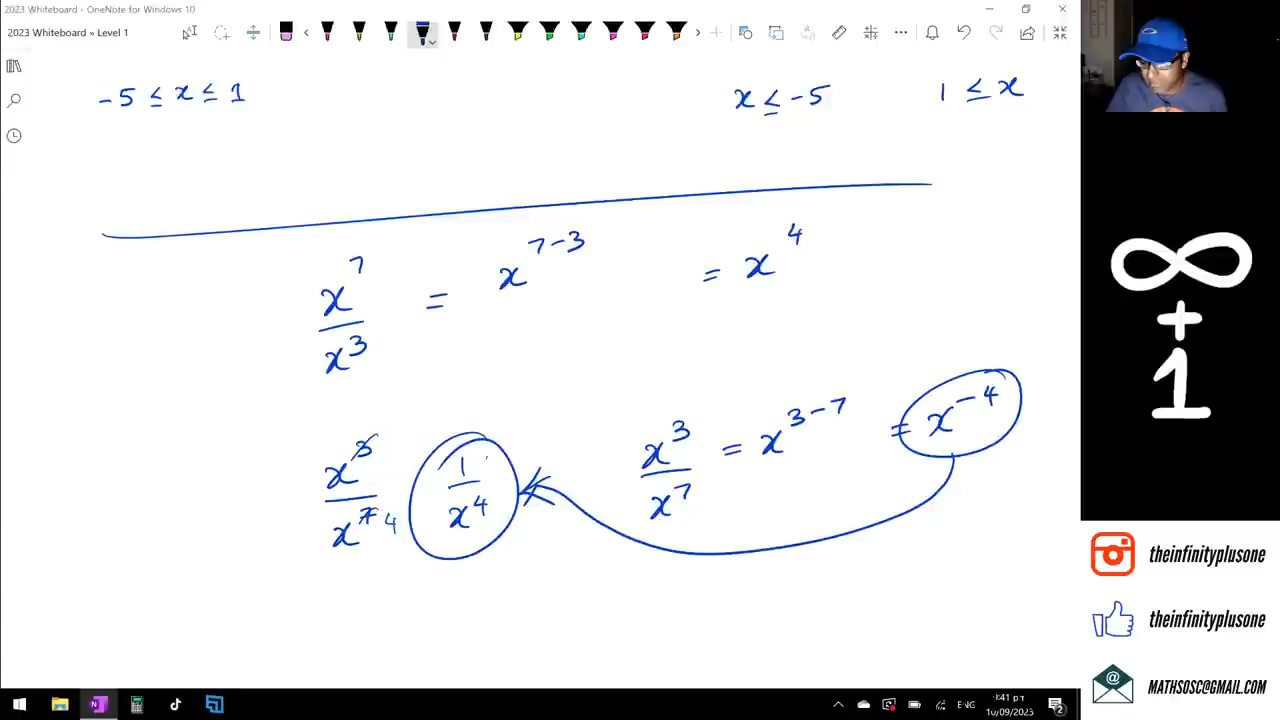 2023 Whiteboard - OneNote for Windows 10
2023 Whiteboard » Level 1
-5 ≤ x ≤ 1
x ≤ -5
1 ≤ x
x^7 / x^3 = x^(7-3) = x^4
x^3 / x^7 4
1 / x^4
x^3 / x^7 = x^(3-7) = x^-4
∞
+
1
theinfinityplusone
theinfinityplusone
MATHSOSC@GMAIL.COM
ENG
10/09/2023
2